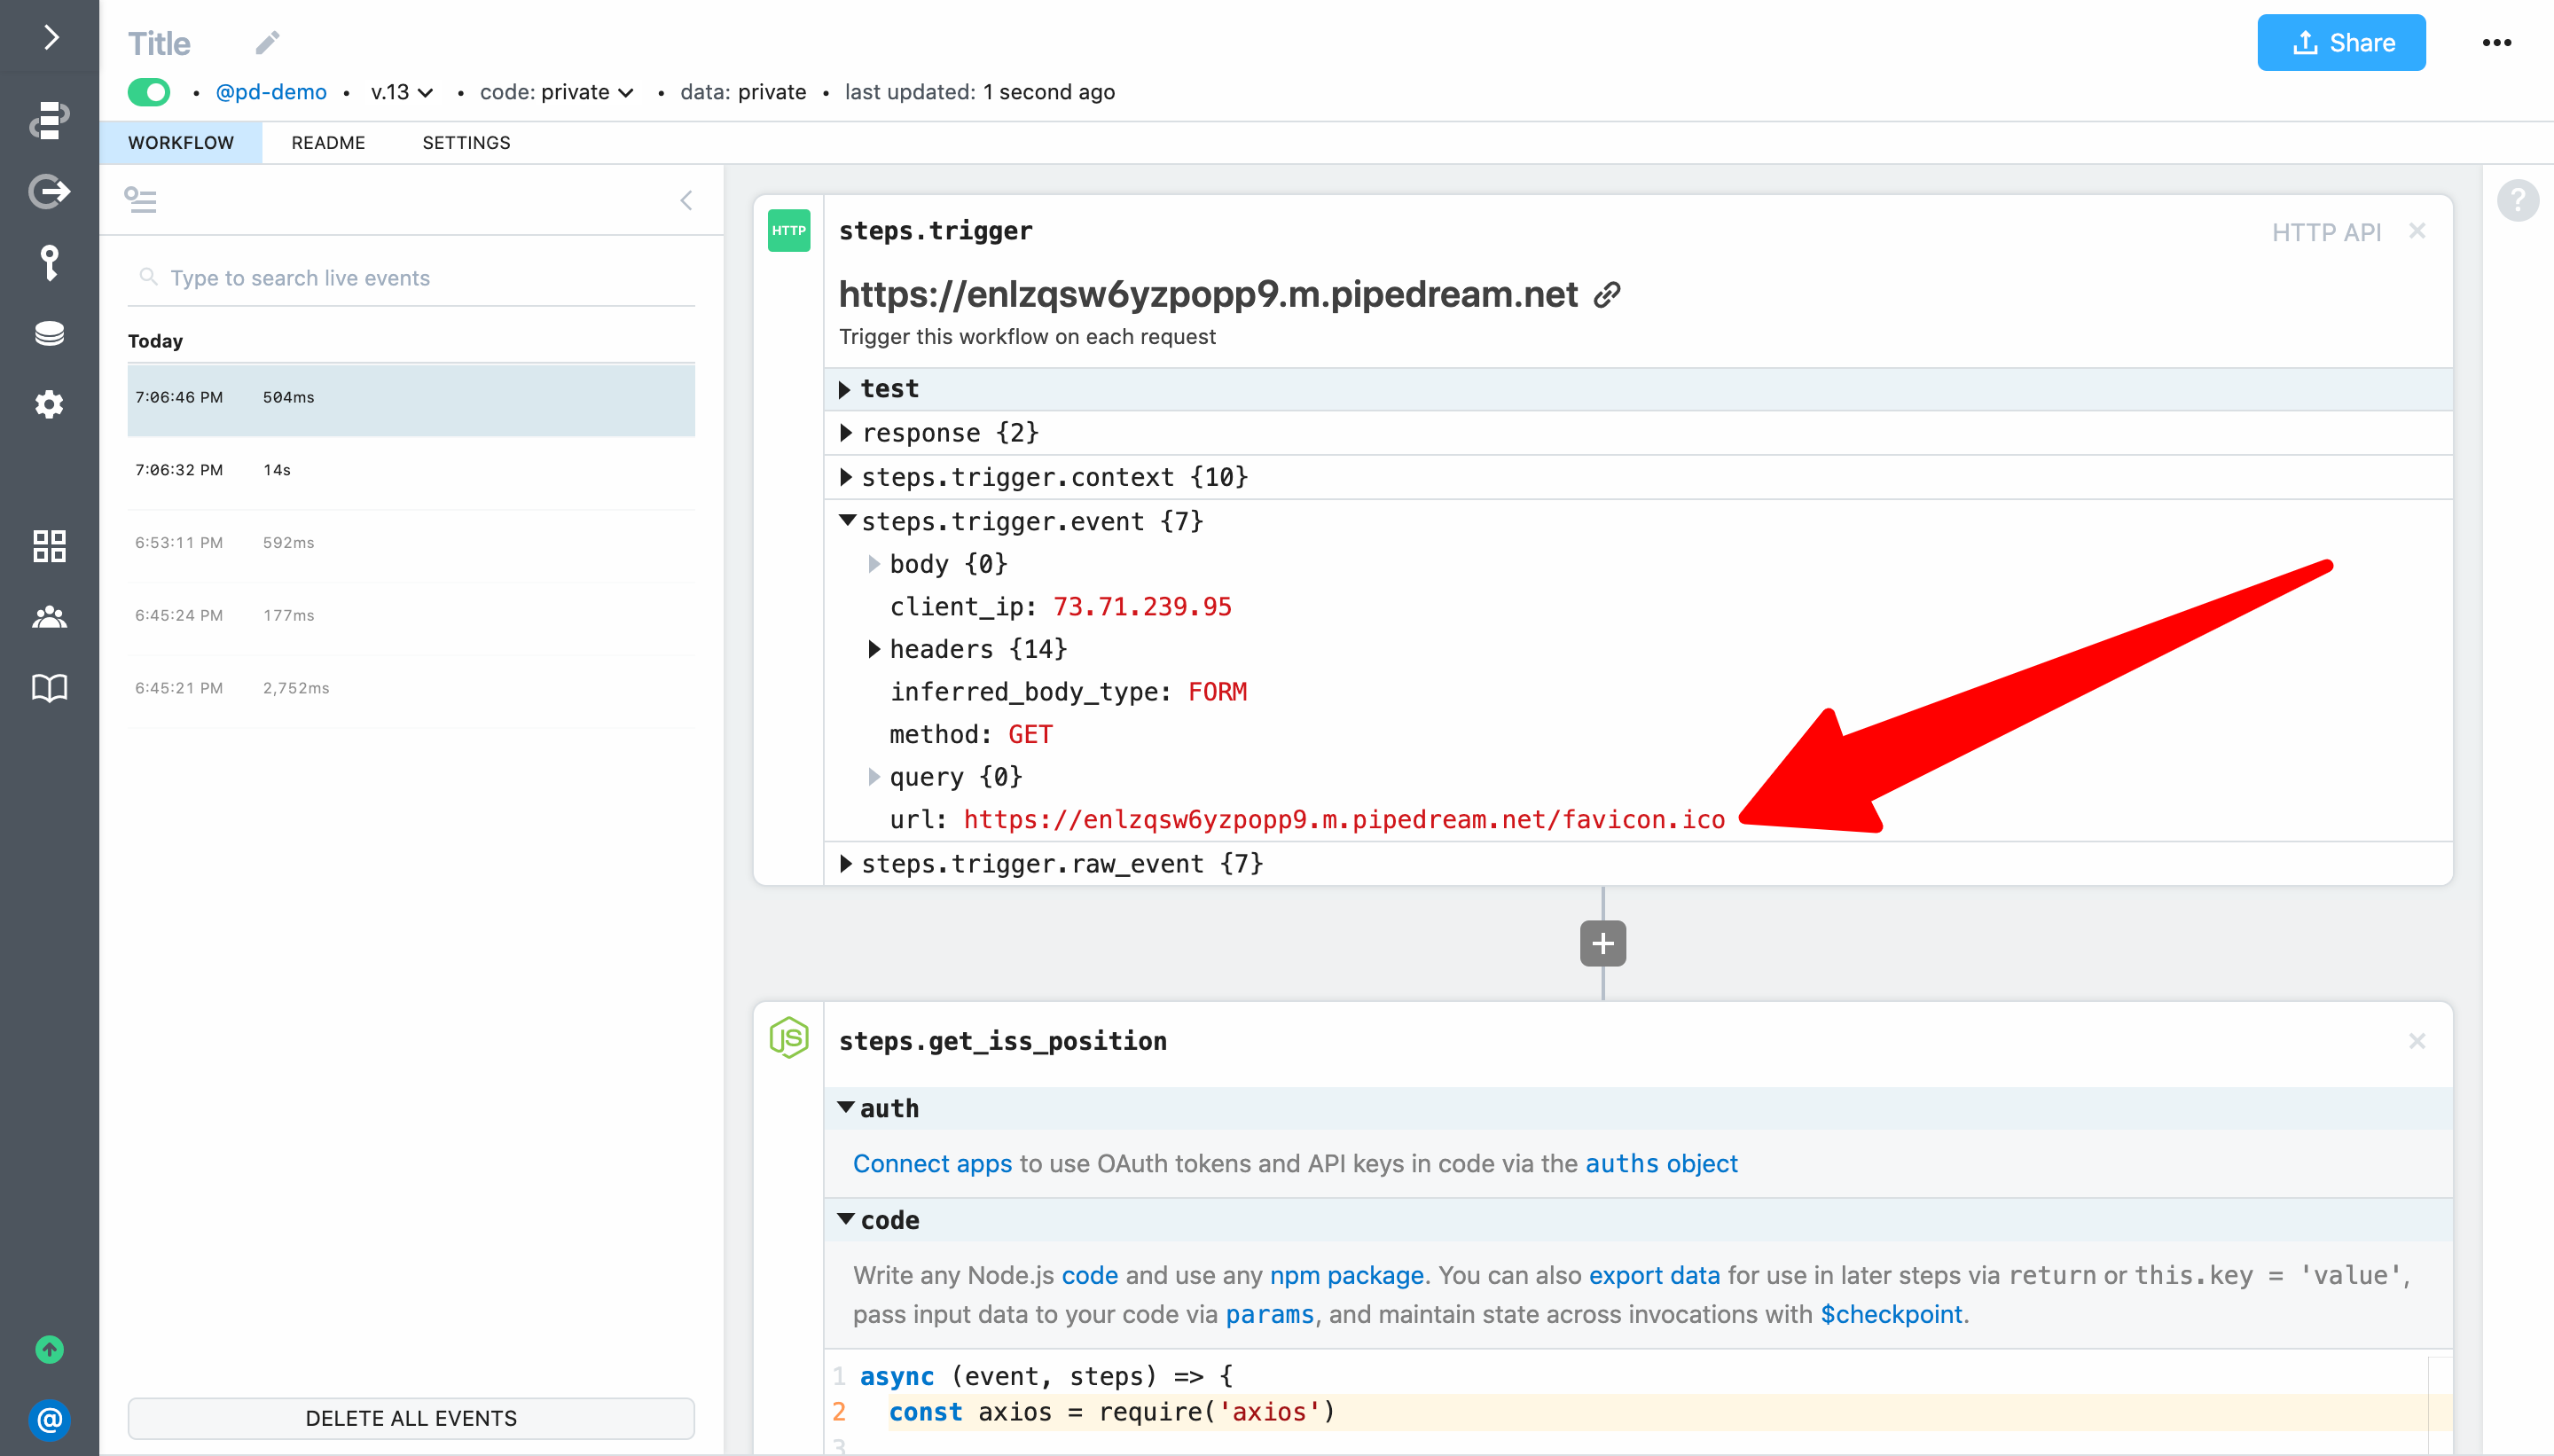 Title
Share
@pd-demo • v.13 • code: private • data: private • last updated: 1 second ago
WORKFLOW README SETTINGS
Type to search live events
Today
7:06:46 PM 504ms
7:06:32 PM 14s
6:53:11 PM 592ms
6:45:24 PM 177ms
6:45:21 PM 2,752ms
DELETE ALL EVENTS
@
?
HTTP
steps.trigger
HTTP API
https://enlzqsw6yzpopp9.m.pipedream.net
Trigger this workflow on each request
test
response {2}
steps.trigger.context {10}
steps.trigger.event {7}
body {0}
client_ip: 73.71.239.95
headers {14}
inferred_body_type: FORM
method: GET
query {0}
url: https://enlzqsw6yzpopp9.m.pipedream.net/favicon.ico
steps.trigger.raw_event {7}
JS
steps.get_iss_position
auth
Connect apps to use OAuth tokens and API keys in code via the auths object
code
Write any Node.js code and use any npm package. You can also export data for use in later steps via return or this.key = 'value',
pass input data to your code via params, and maintain state across invocations with $checkpoint.
1 async (event, steps) => {
2 const axios = require('axios')
3